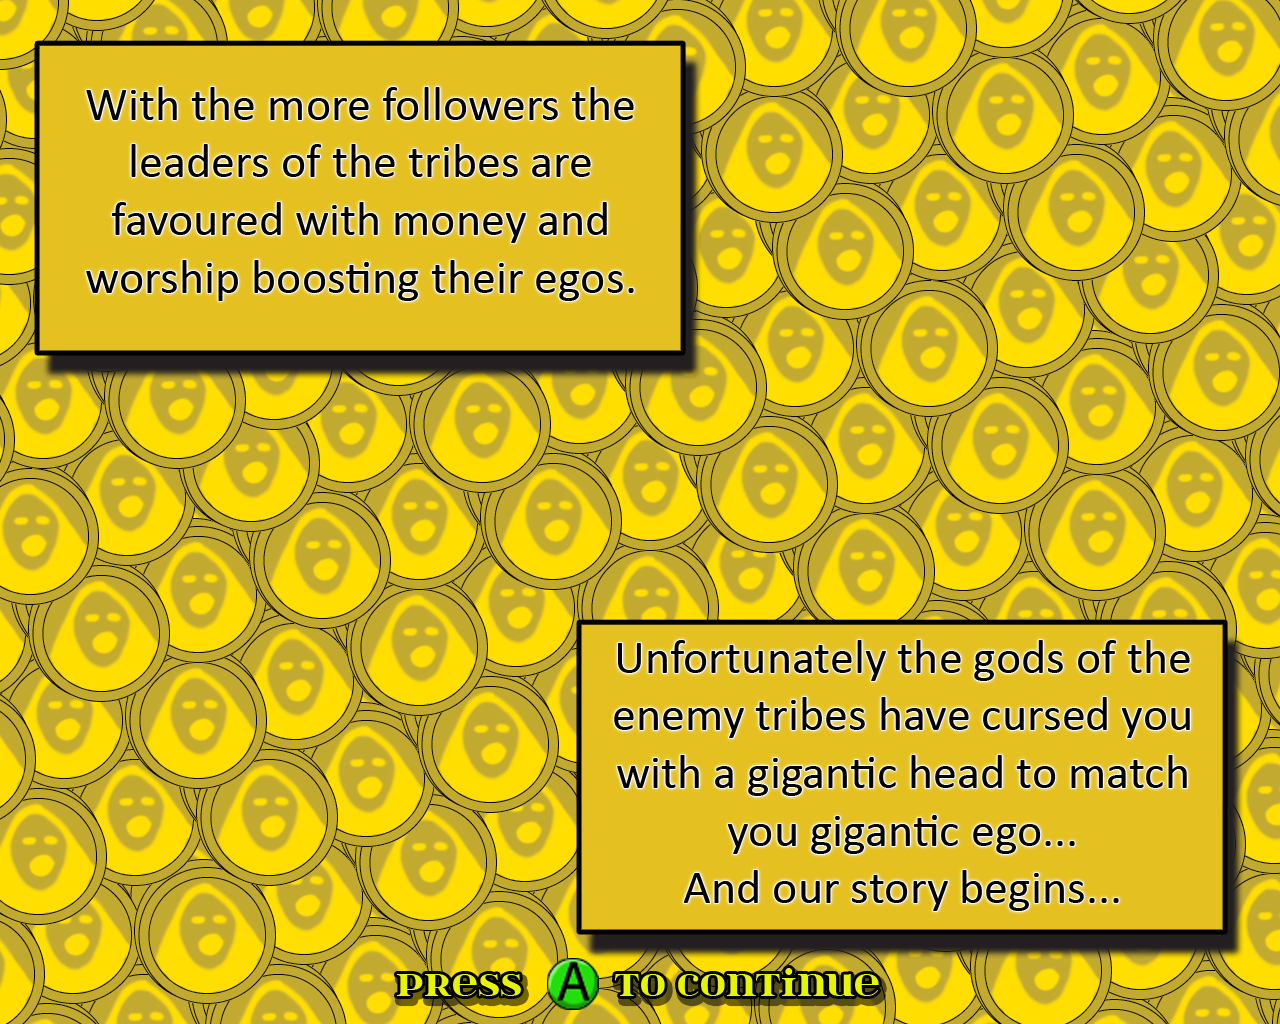 With the more followers the
leaders of the tribes are
favoured with money and
worship boosting their egos.
Unfortunately the gods of the
enemy tribes have cursed you
with a gigantic head to match
you gigantic ego...
And our story begins...
PRESS A TO CONTINUE